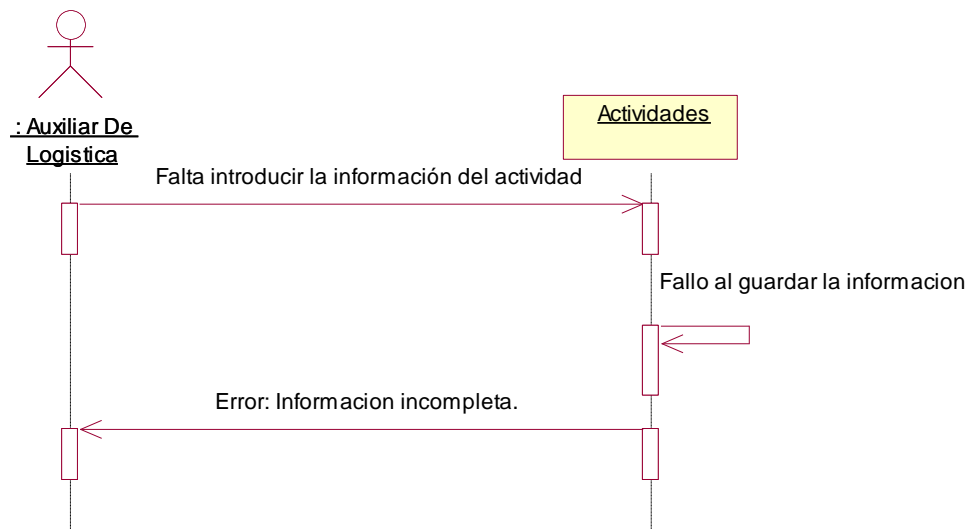 : Auxiliar De
Logistica
Actividades
Falta introducir la información del actividad
Fallo al guardar la informacion
Error: Informacion incompleta.